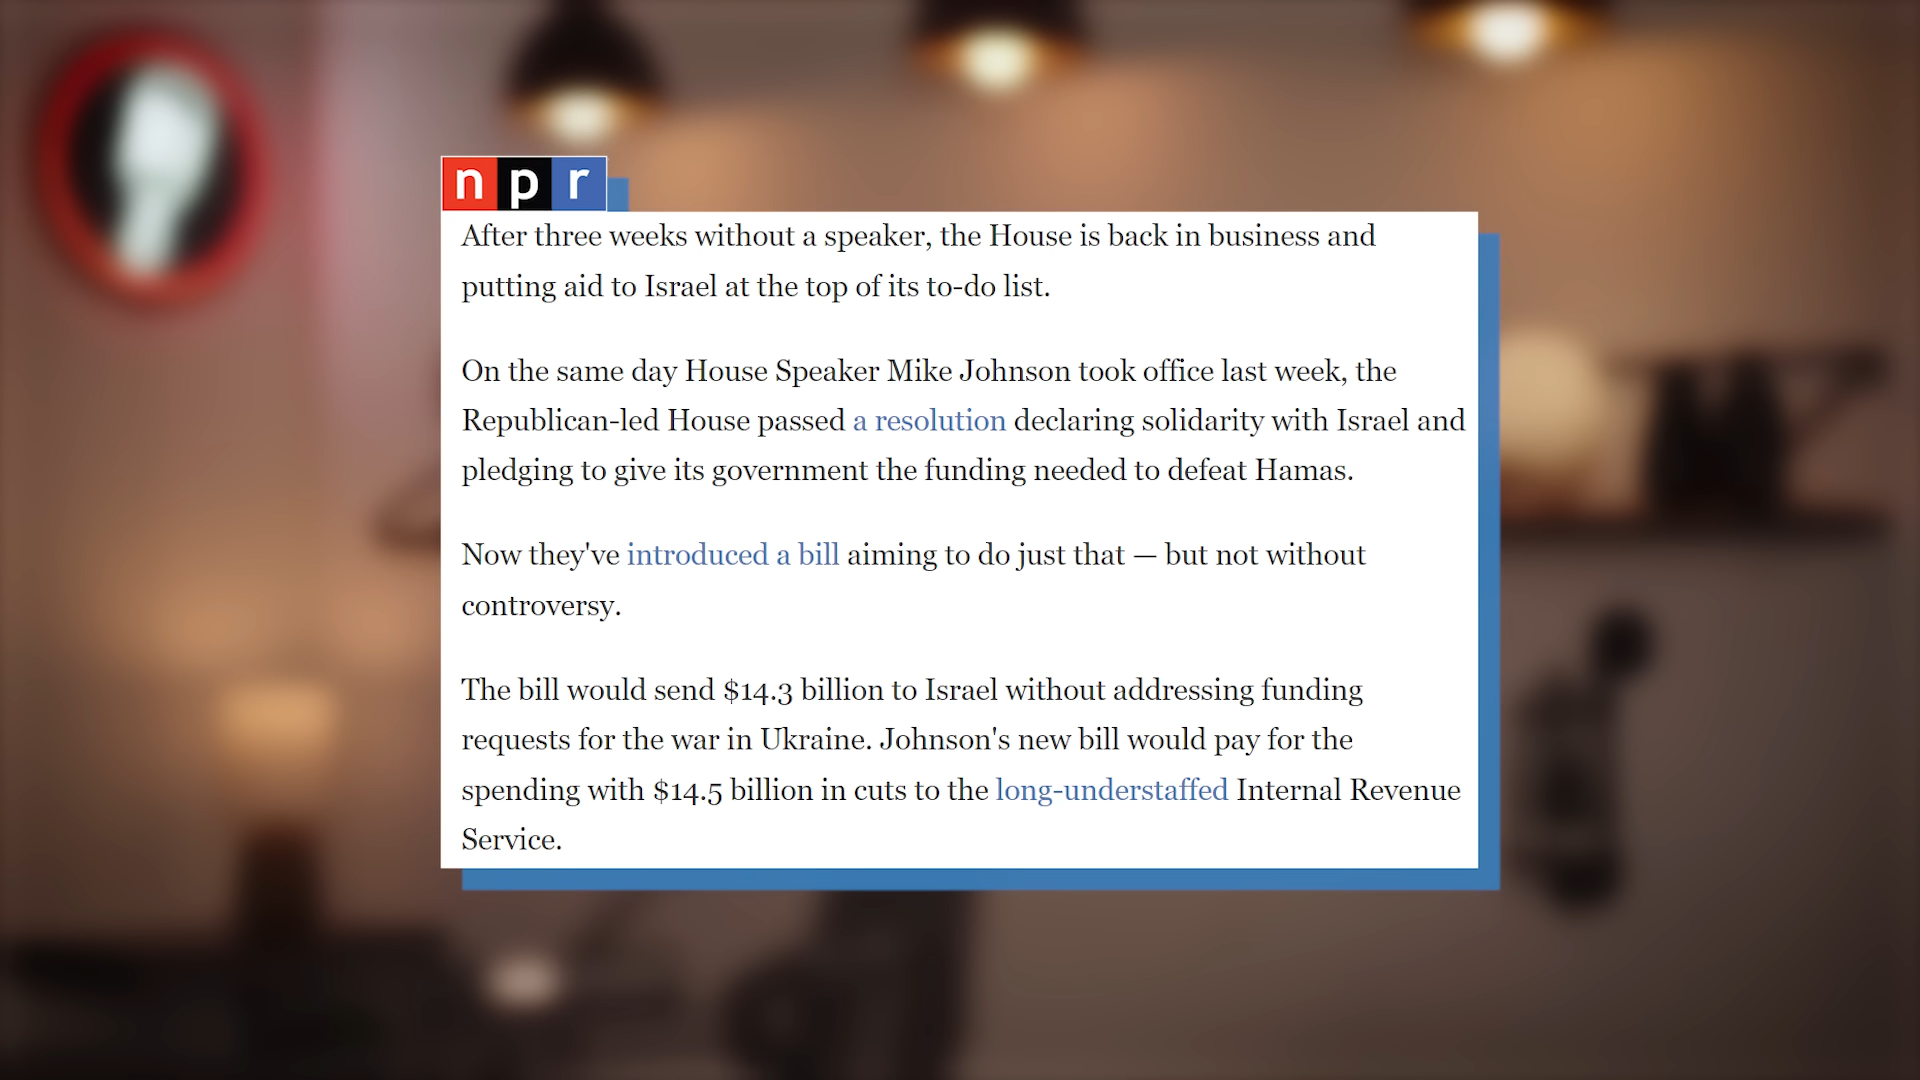 npr
After three weeks without a speaker, the House is back in business and
putting aid to Israel at the top of its to-do list.
On the same day House Speaker Mike Johnson took office last week, the
Republican-led House passed a resolution declaring solidarity with Israel and
pledging to give its government the funding needed to defeat Hamas.
Now they've introduced a bill aiming to do just that — but not without
controversy.
The bill would send $14.3 billion to Israel without addressing funding
requests for the war in Ukraine. Johnson's new bill would pay for the
spending with $14.5 billion in cuts to the long-understaffed Internal Revenue
Service.